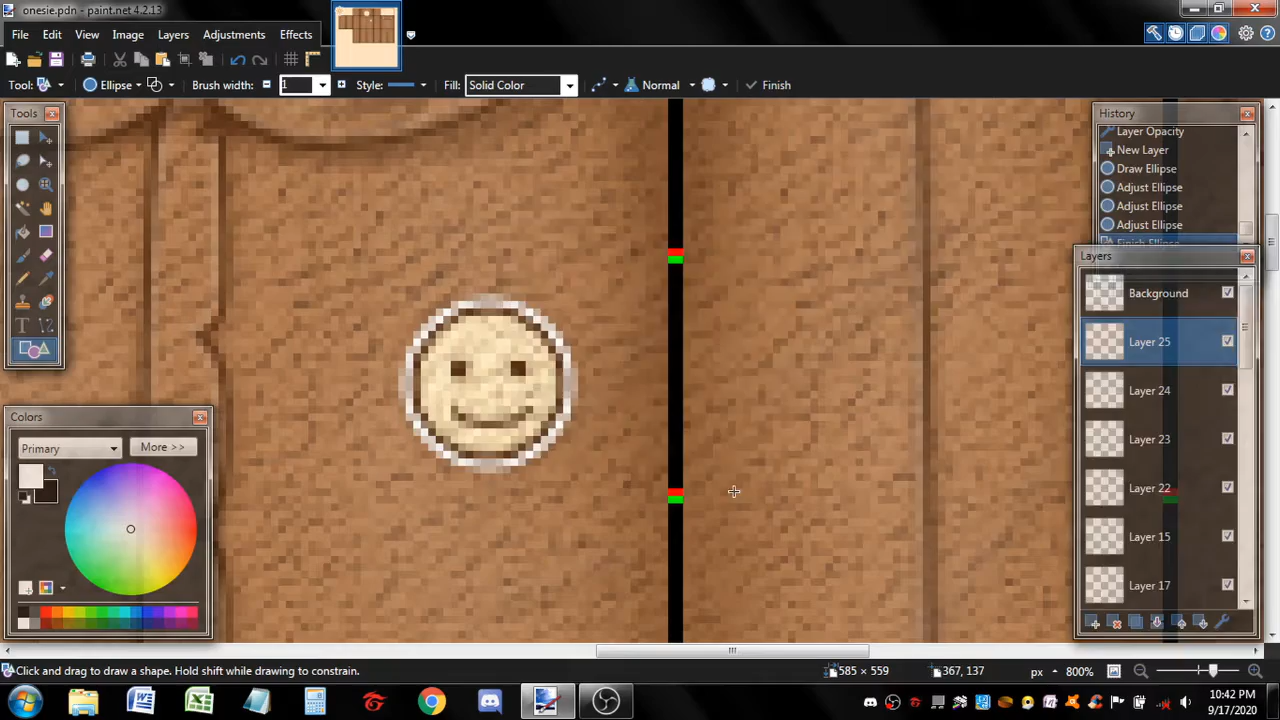 onesie.pdn - paint.net 4.2.13
File Edit View Image Layers Adjustments Effects
Tool: Ellipse Brush width: 1 Style: Fill: Solid Color Normal Finish
Tools
History
Layer Opacity
New Layer
Draw Ellipse
Adjust Ellipse
Adjust Ellipse
Adjust Ellipse
Finish Ellipse
Layers
Background
Layer 25
Layer 24
Layer 23
Layer 22
Layer 15
Layer 17
Colors
Primary More >>
Click and drag to draw a shape. Hold shift while drawing to constrain. 585 × 559 367, 137 px 800%
10:42 PM
9/17/2020